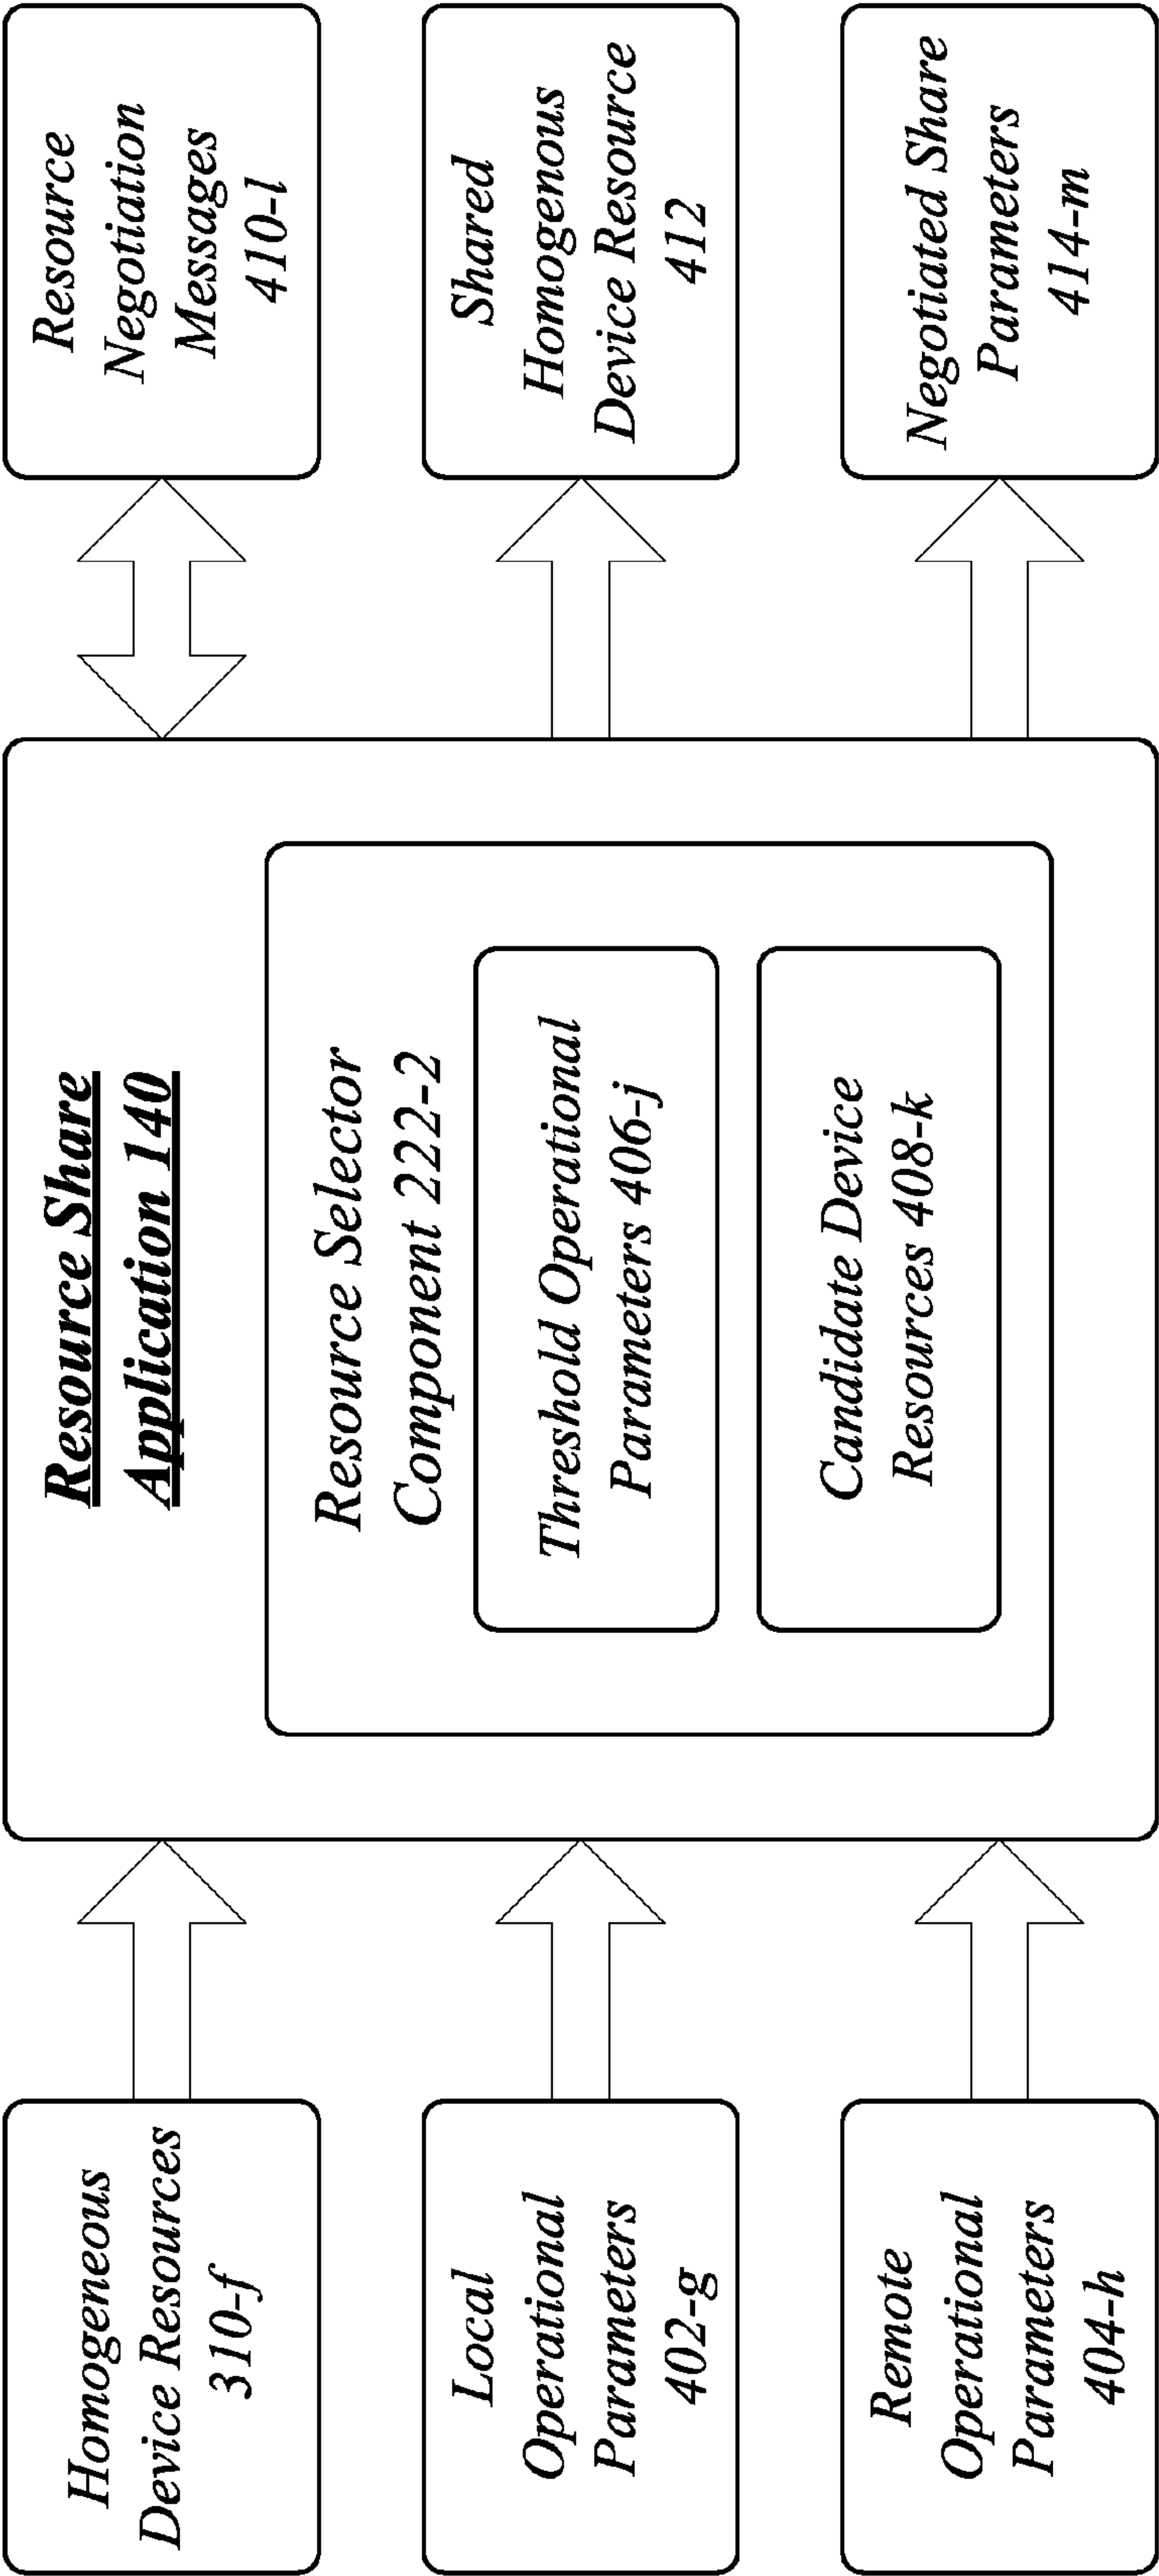 Homogeneous
Device Resources
310-f
Local
Operational
Parameters
402-g
Remote
Operational
Parameters
404-h
Resource Share
Application 140
Resource Selector
Component 222-2
Threshold Operational
Parameters 406-j
Candidate Device
Resources 408-k
Resource
Negotiation
Messages
410-l
Shared
Homogenous
Device Resource
412
Negotiated Share
Parameters
414-m